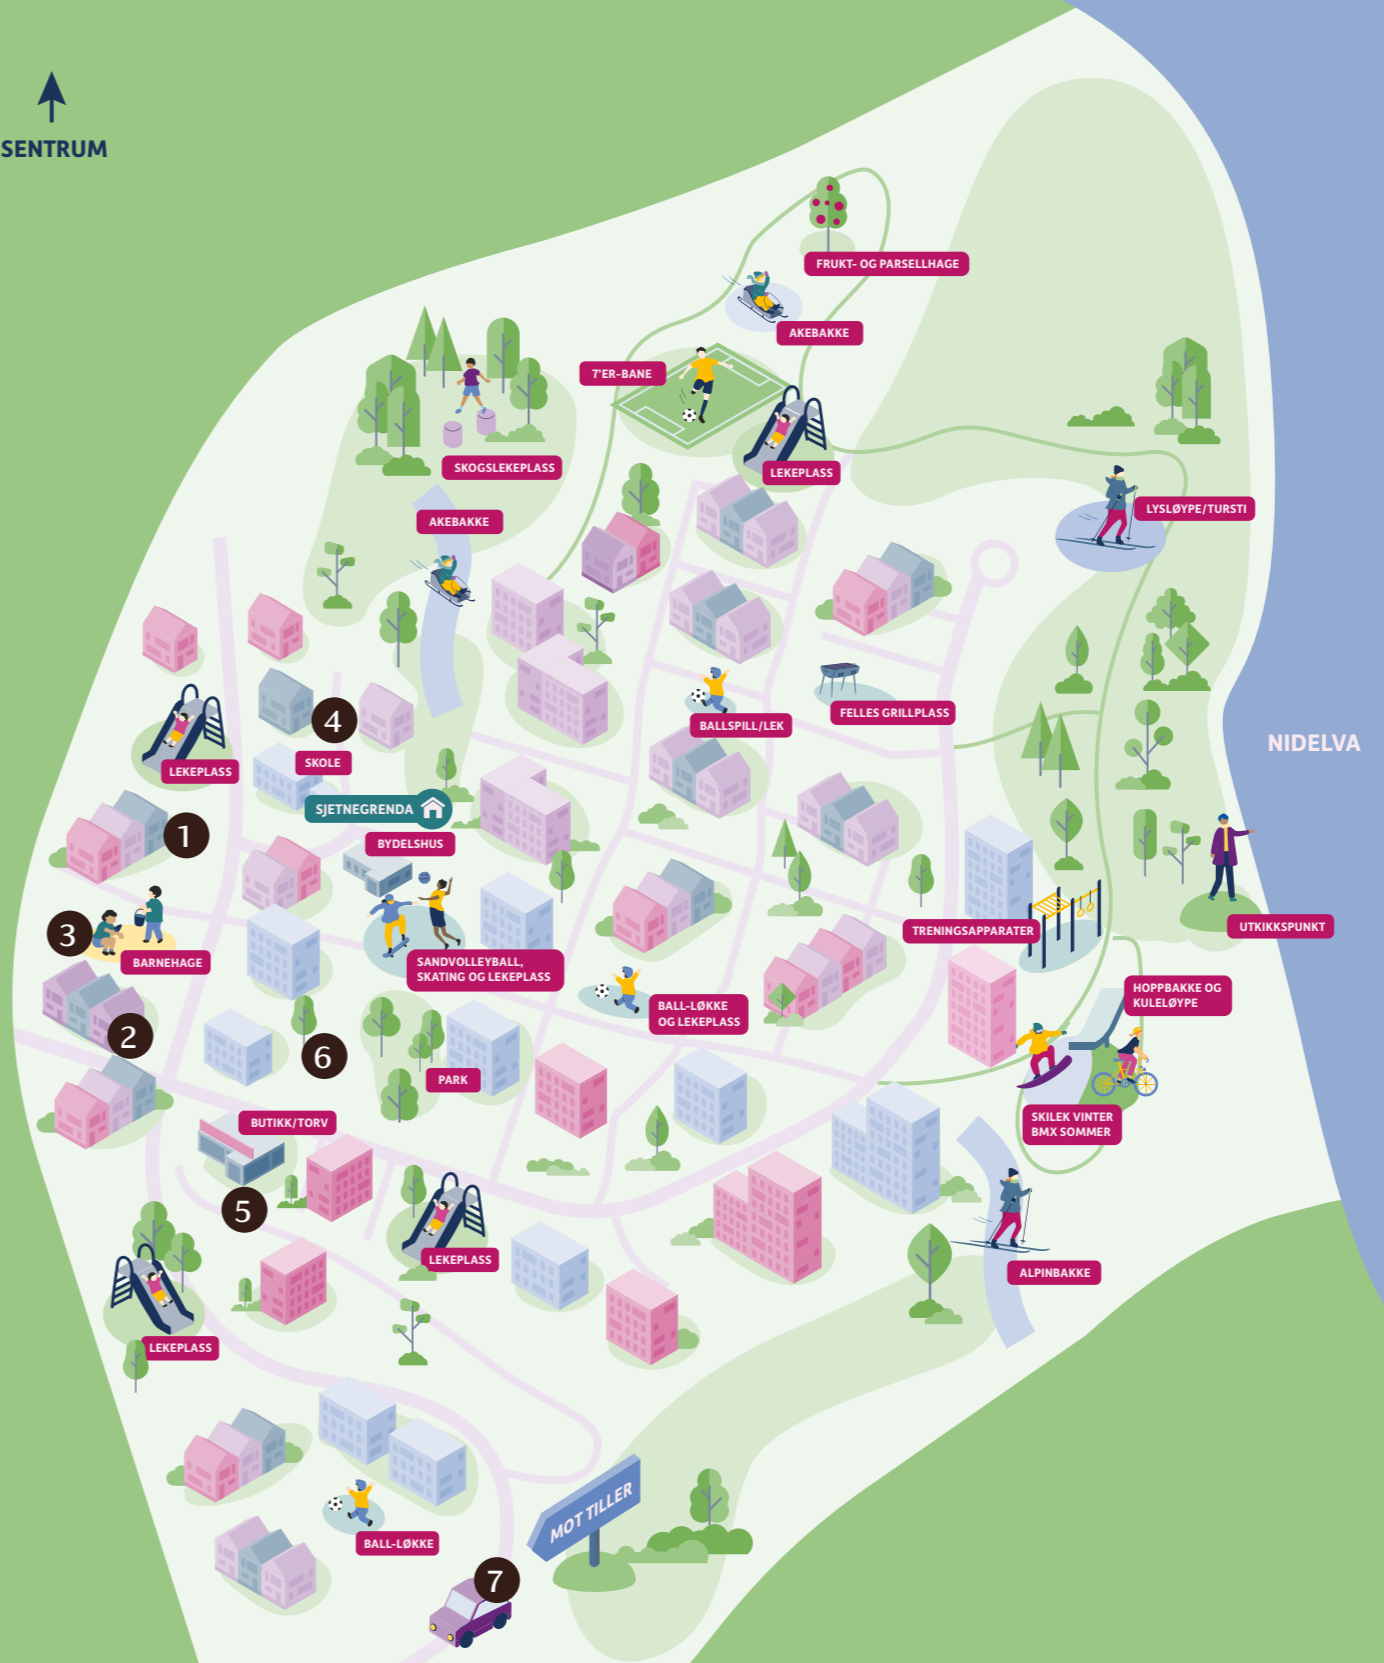 SENTRUM
FRUKT- OG PARSELLHAGE
AKEBAKKE
7'ER-BANE
SKOGSLEKEPLASS
LEKEPLASS
AKEBAKKE
LYSLØYPE/TURSTI
4
BALLSPILL/LEK
FELLES GRILLPLASS
NIDELVA
SKOLE
LEKEPLASS
SJETNEGRENDA
1
BYDELSHUS
3
TRENINGSAPPARATER
UTKIKKSPUNKT
BARNEHAGE
SANDVOLLEYBALL,
SKATING OG LEKEPLASS
HOPPBAKKE OG
KULELØYPE
BALL-LØKKE
OG LEKEPLASS
2
6
PARK
BUTIKK/TORV
SKILEK VINTER
BMX SOMMER
5
LEKEPLASS
ALPINBAKKE
LEKEPLASS
MOT TILLER
BALL-LØKKE
7